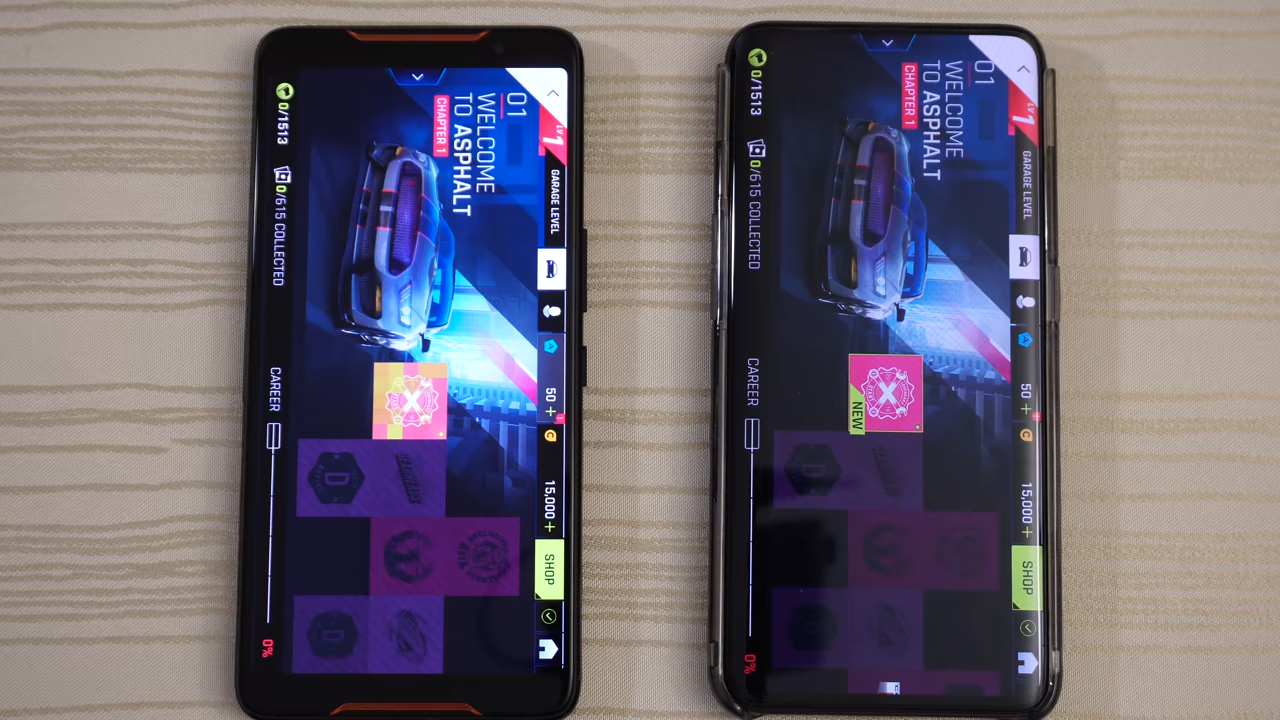 01
WELCOME
TO ASPHALT
CHAPTER 1
LV 1
GARAGE LEVEL
50 +
15,000 +
SHOP
0/1513
0/615 COLLECTED
CAREER
0%
D
01
WELCOME
TO ASPHALT
CHAPTER 1
LV 1
GARAGE LEVEL
50 +
15,000 +
SHOP
NEW
0/1513
0/615 COLLECTED
CAREER
0%
D